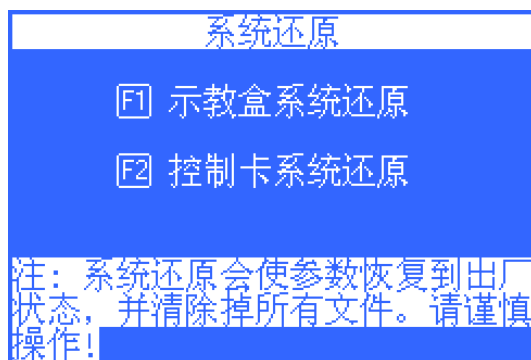 系统还原
F1 示教盒系统还原
F2 控制卡系统还原
注：系统还原会使参数恢复到出厂
状态，并清除掉所有文件。请谨慎
操作!